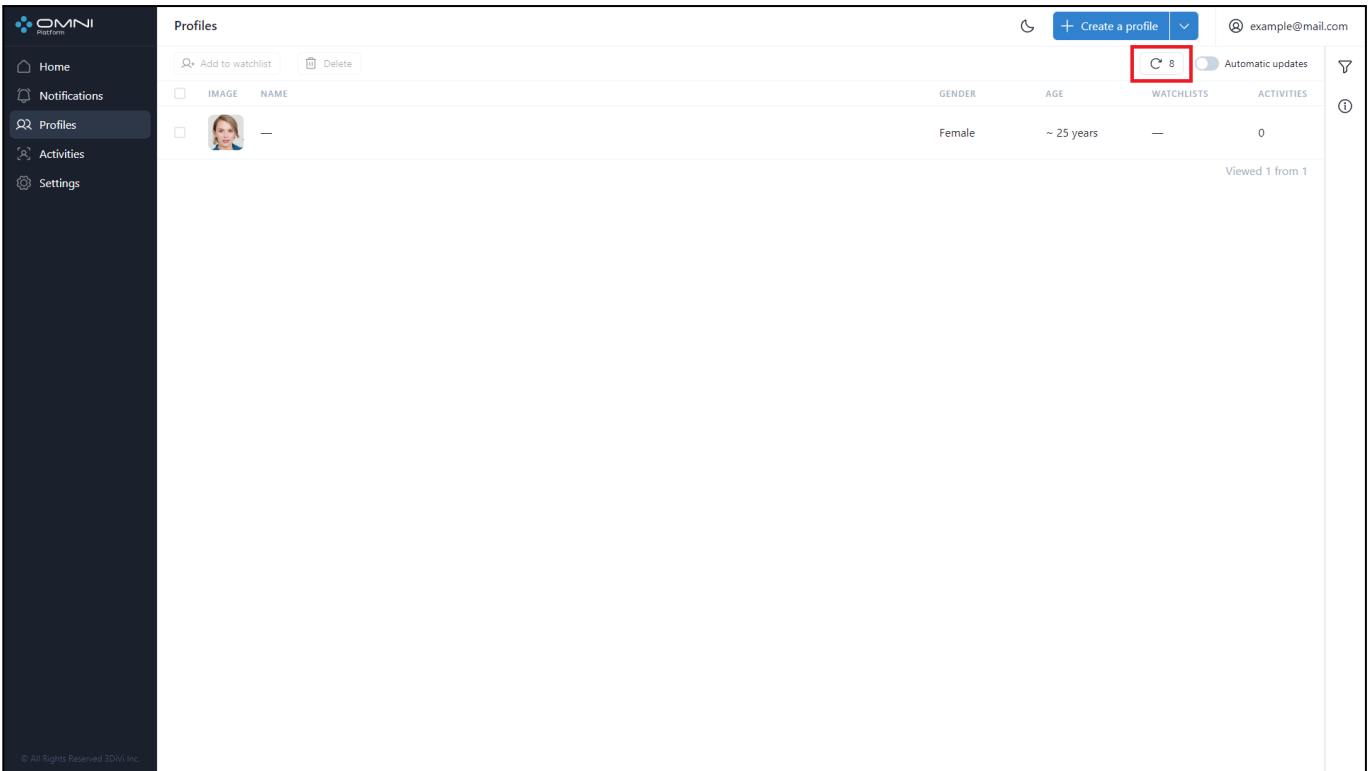 OMNI
Platform
Profiles
Create a profile
example@mail.com
Home
Notifications
Profiles
Activities
Settings
Add to watchlist
Delete
8
Automatic updates
IMAGE NAME GENDER AGE WATCHLISTS ACTIVITIES
— Female ~ 25 years — 0
Viewed 1 from 1
© All Rights Reserved 3DiVi Inc.